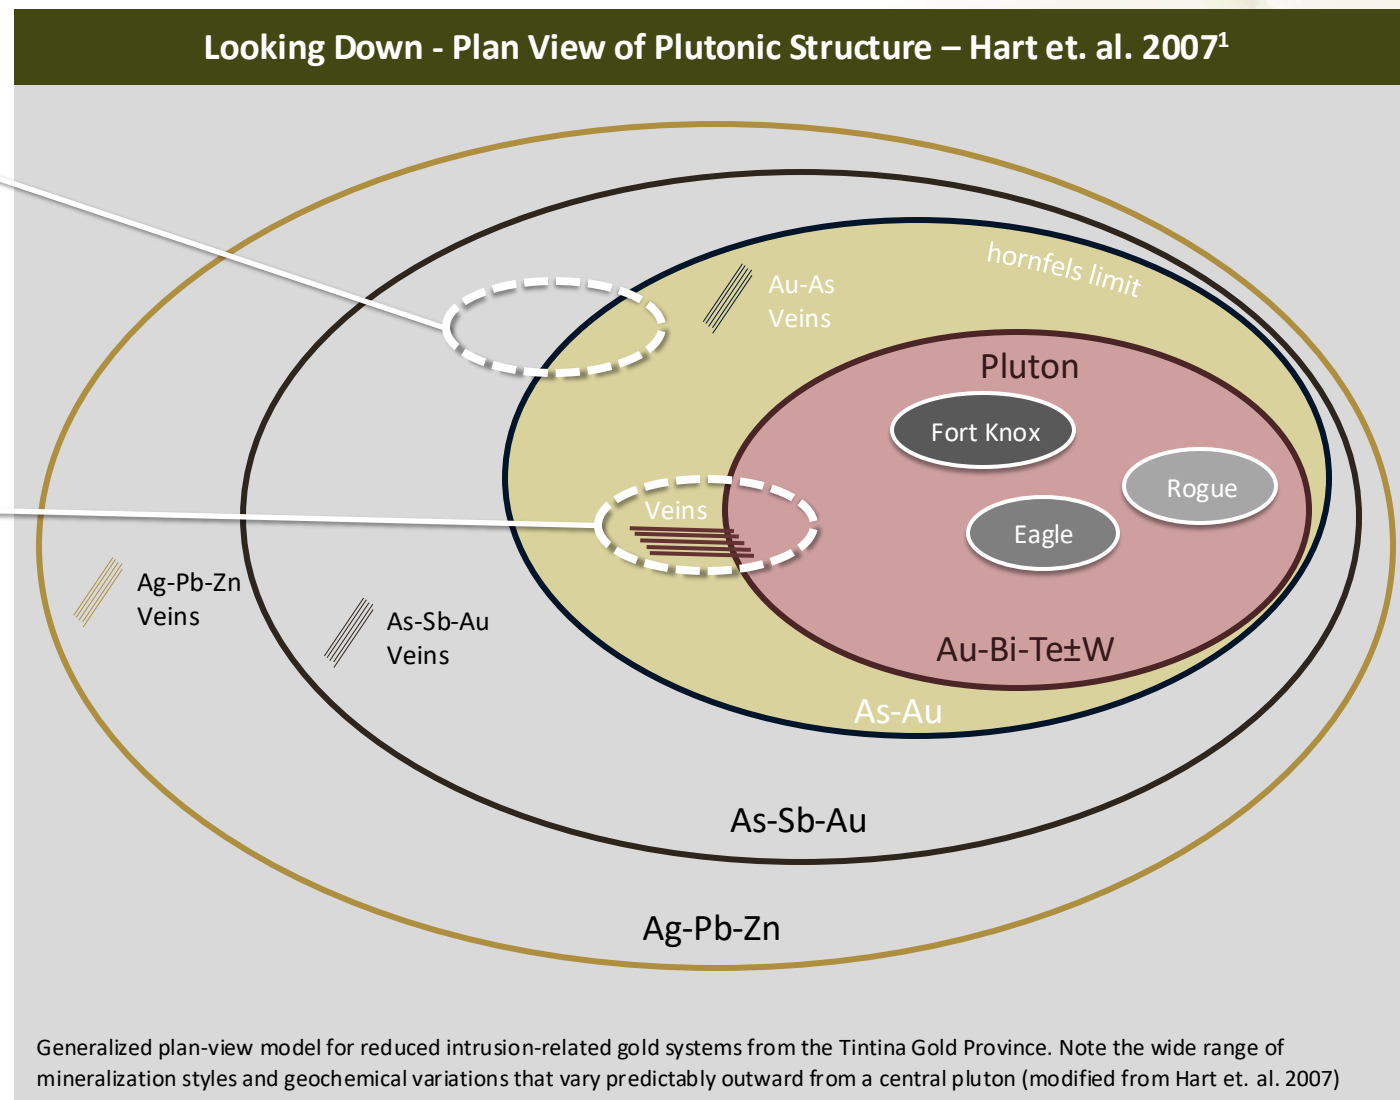 Looking Down - Plan View of Plutonic Structure – Hart et. al. 2007¹
hornfels limit
Au-As
Veins
Pluton
Fort Knox
Rogue
Veins
Eagle
Ag-Pb-Zn
Veins
As-Sb-Au
Veins
Au-Bi-Te±W
As-Au
As-Sb-Au
Ag-Pb-Zn
Generalized plan-view model for reduced intrusion-related gold systems from the Tintina Gold Province. Note the wide range of
mineralization styles and geochemical variations that vary predictably outward from a central pluton (modified from Hart et. al. 2007)